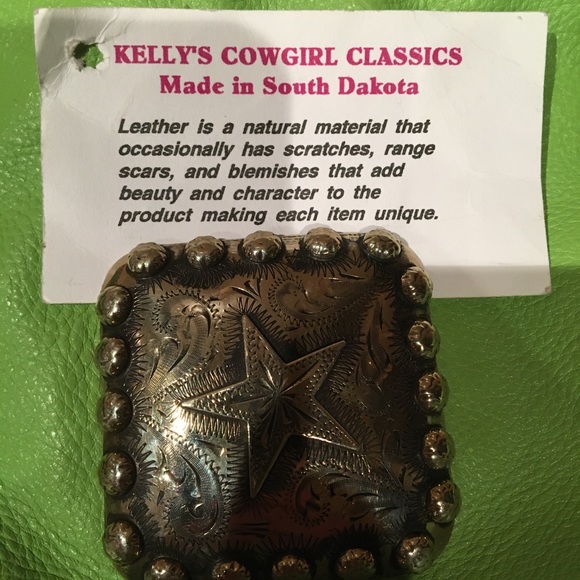 KELLY'S COWGIRL CLASSICS
Made in South Dakota
Leather is a natural material that
occasionally has scratches, range
scars, and blemishes that add
beauty and character to the
product making each item unique.